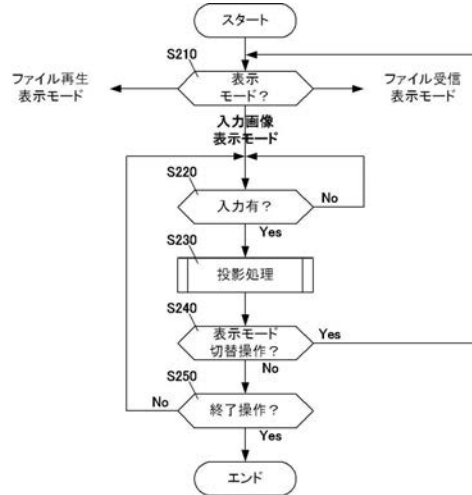 スタート
S210
表示
モード?
ファイル再生
表示モード
ファイル受信
表示モード
入力画像
表示モード
S220
入力有?
No
Yes
S230
投影処理
S240
表示モード
切替操作?
Yes
No
S250
終了操作?
No
Yes
エンド